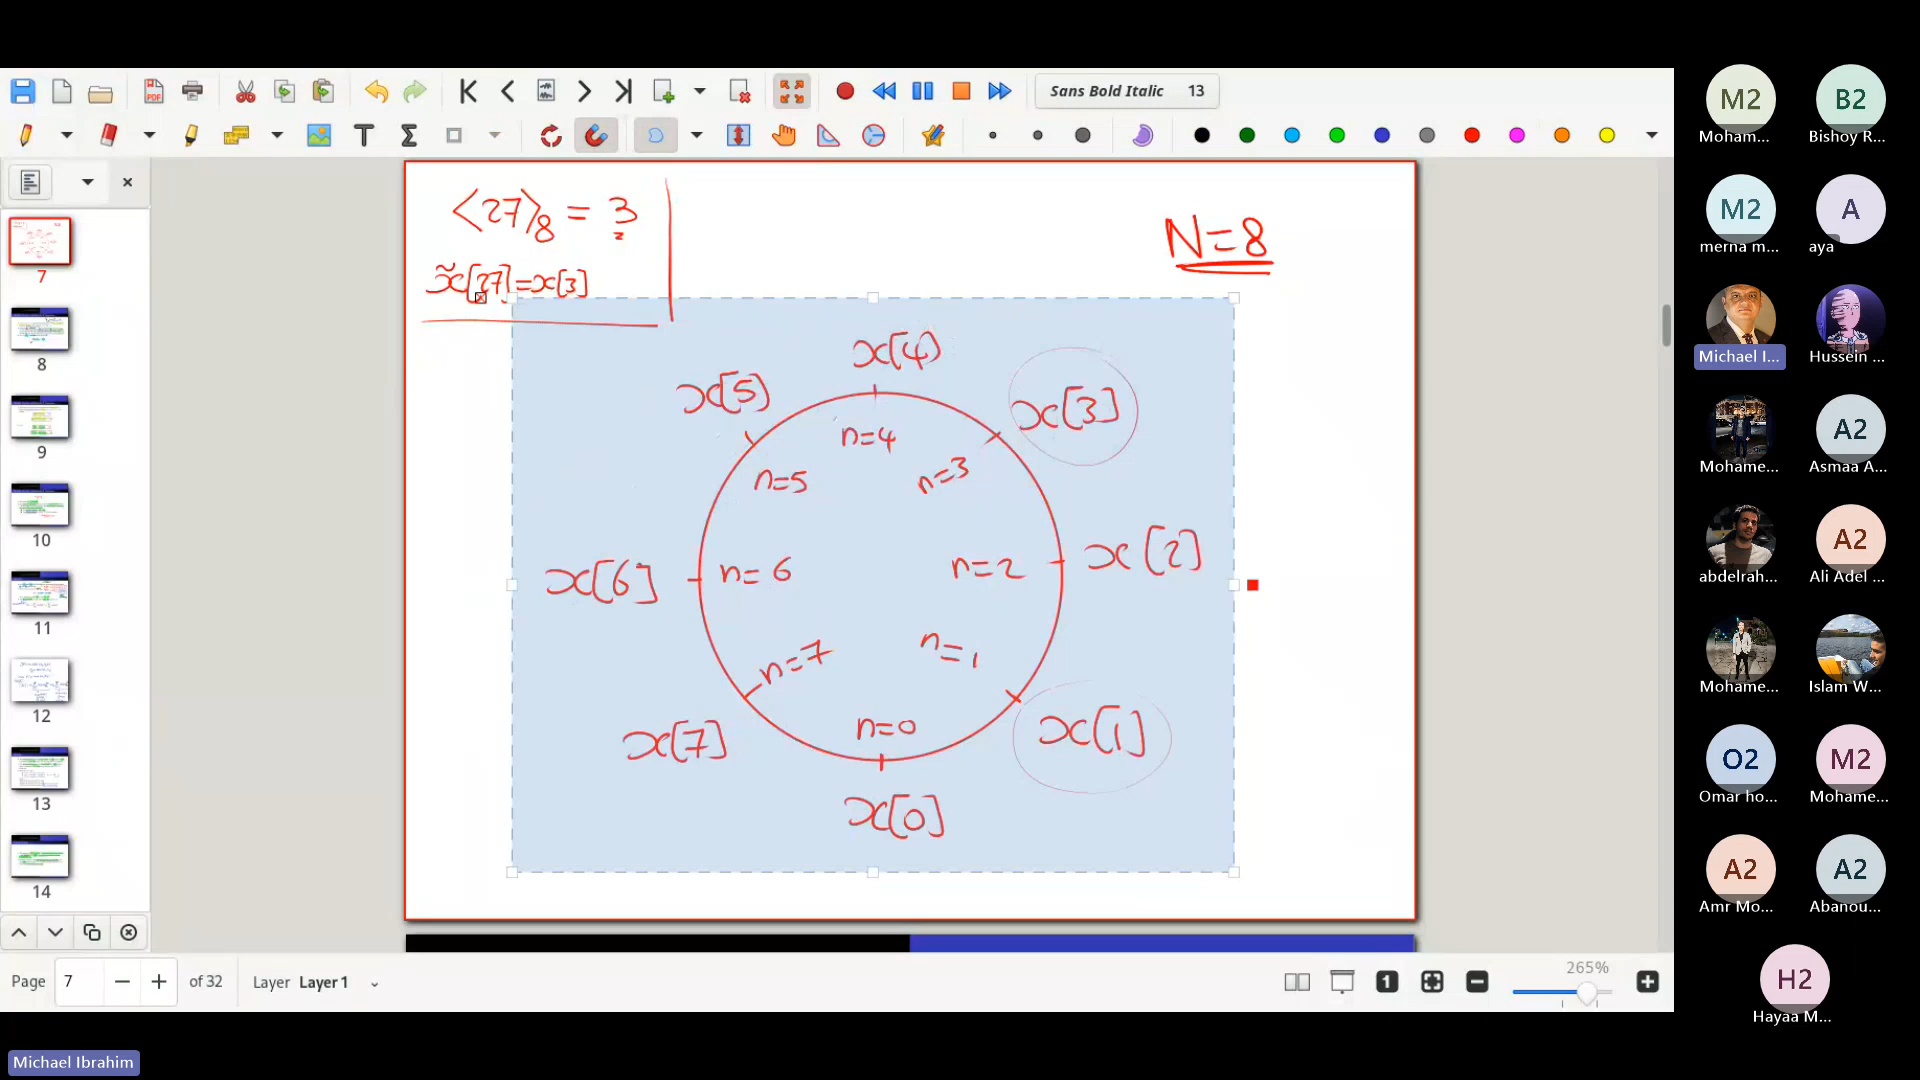 Sans Bold Italic 13
7
8
9
10
11
12
13
14
⟨27⟩₈ = 3
x̃[27]=x[3]
N=8
x[4]
x[5]
x[3]
n=4
n=3
n=5
x[6]
n=6
n=2
x[2]
n=7
n=1
x[7]
n=0
x[1]
x[0]
Page 7 of 32 Layer Layer 1
265%
Michael Ibrahim
M2 B2
Moham... Bishoy R...
M2 A
merna m... aya
Michael I... Hussein ...
A2
Mohame... Asmaa A...
A2
abdelrah... Ali Adel ...
Mohame... Islam W...
O2 M2
Omar ho... Mohame...
A2 A2
Amr Mo... Abanou...
H2
Hayaa M...